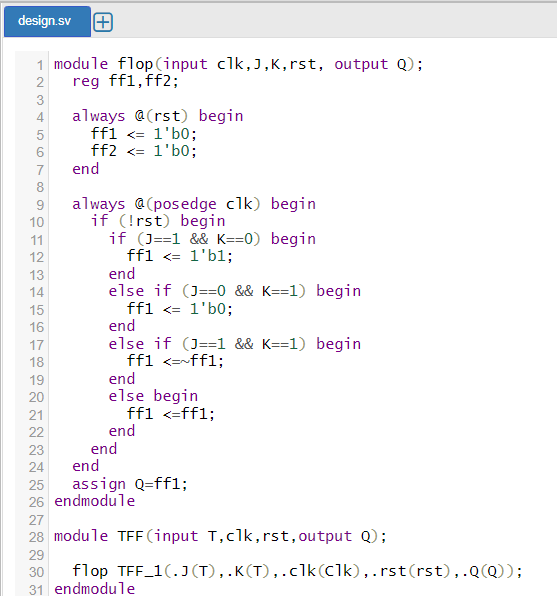 design.sv
1 module flop(input clk,J,K,rst, output Q);
2   reg ff1,ff2;
3
4   always @(rst) begin
5     ff1 <= 1'b0;
6     ff2 <= 1'b0;
7   end
8
9   always @(posedge clk) begin
10     if (!rst) begin
11       if (J==1 && K==0) begin
12         ff1 <= 1'b1;
13       end
14       else if (J==0 && K==1) begin
15         ff1 <= 1'b0;
16       end
17       else if (J==1 && K==1) begin
18         ff1 <=~ff1;
19       end
20       else begin
21         ff1 <=ff1;
22       end
23     end
24   end
25   assign Q=ff1;
26 endmodule
27
28 module TFF(input T,clk,rst,output Q);
29
30   flop TFF_1(.J(T),.K(T),.clk(Clk),.rst(rst),.Q(Q));
31 endmodule